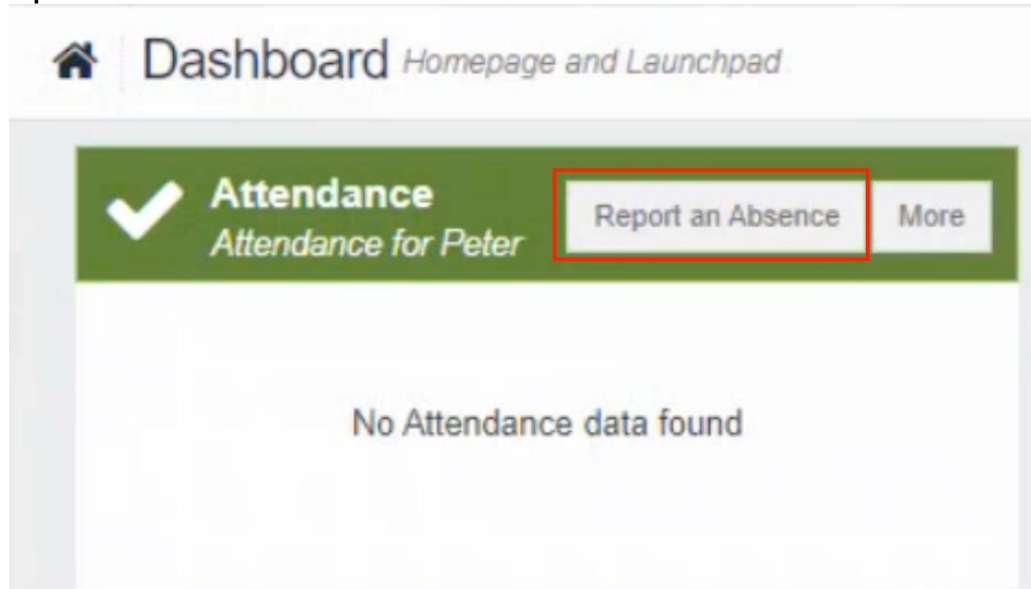 Dashboard Homepage and Launchpad
Attendance
Attendance for Peter
Report an Absence
More
No Attendance data found